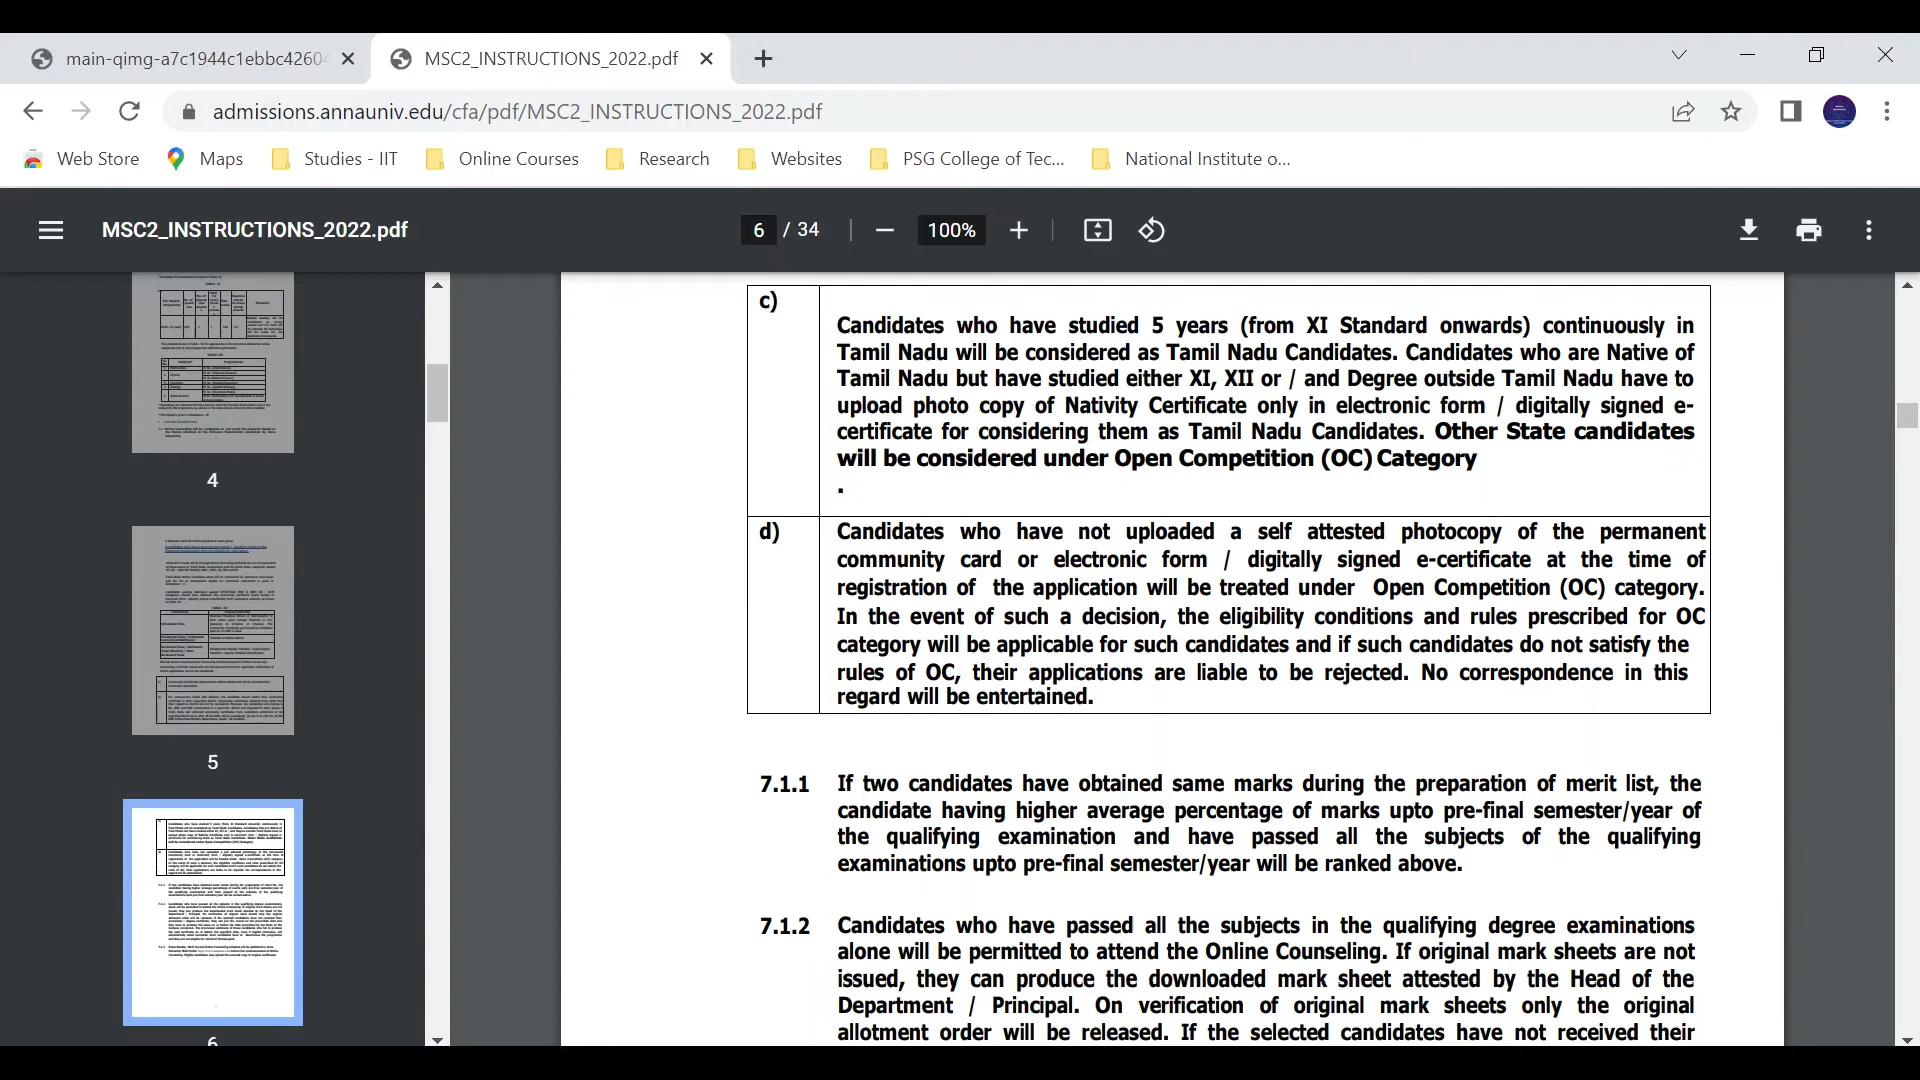 main-qimg-a7c1944c1ebbc42604
MSC2_INSTRUCTIONS_2022.pdf
admissions.annauniv.edu/cfa/pdf/MSC2_INSTRUCTIONS_2022.pdf
Web Store Maps Studies - IIT Online Courses Research Websites PSG College of Tec... National Institute o...
MSC2_INSTRUCTIONS_2022.pdf 6 / 34 100%
4
5
6
c)
Candidates who have studied 5 years (from XI Standard onwards) continuously in
Tamil Nadu will be considered as Tamil Nadu Candidates. Candidates who are Native of
Tamil Nadu but have studied either XI, XII or / and Degree outside Tamil Nadu have to
upload photo copy of Nativity Certificate only in electronic form / digitally signed e-
certificate for considering them as Tamil Nadu Candidates. Other State candidates
will be considered under Open Competition (OC) Category
.
d) Candidates who have not uploaded a self attested photocopy of the permanent
community card or electronic form / digitally signed e-certificate at the time of
registration of the application will be treated under Open Competition (OC) category.
In the event of such a decision, the eligibility conditions and rules prescribed for OC
category will be applicable for such candidates and if such candidates do not satisfy the
rules of OC, their applications are liable to be rejected. No correspondence in this
regard will be entertained.
7.1.1 If two candidates have obtained same marks during the preparation of merit list, the
candidate having higher average percentage of marks upto pre-final semester/year of
the qualifying examination and have passed all the subjects of the qualifying
examinations upto pre-final semester/year will be ranked above.
7.1.2 Candidates who have passed all the subjects in the qualifying degree examinations
alone will be permitted to attend the Online Counseling. If original mark sheets are not
issued, they can produce the downloaded mark sheet attested by the Head of the
Department / Principal. On verification of original mark sheets only the original
allotment order will be released. If the selected candidates have not received their